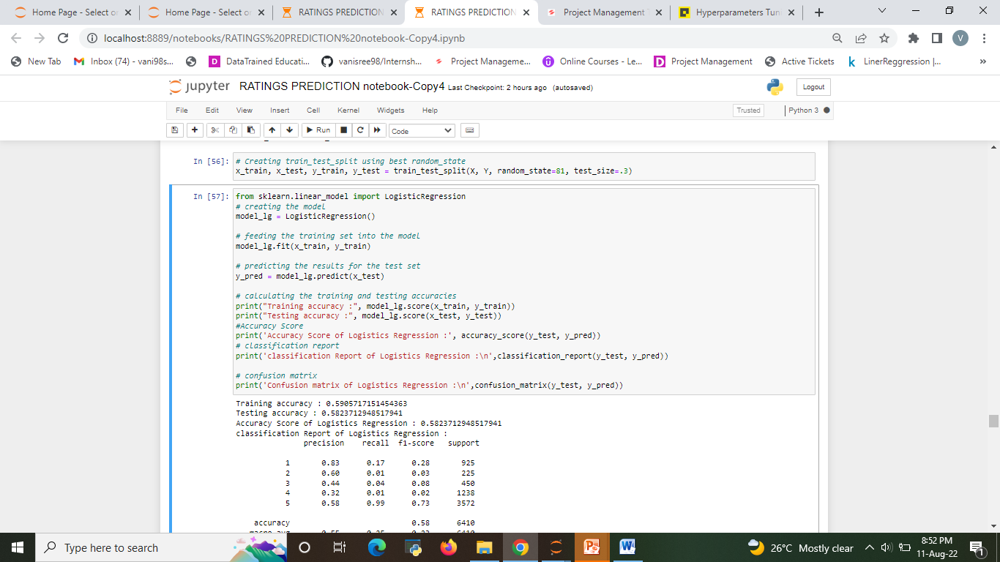 Home Page - Select or
Home Page - Select or
RATINGS PREDICTION
RATINGS PREDICTION
Project Management T
Hyperparameters Tuni
localhost:8889/notebooks/RATINGS%20PREDICTION%20notebook-Copy4.ipynb
V
New Tab
Inbox (74) - vani98s...
DataTrained Educati...
vanisree98/Internsh...
Project Manageme...
Online Courses - Le...
Project Management
Active Tickets
LinerReggression |...
jupyter RATINGS PREDICTION notebook-Copy4 Last Checkpoint: 2 hours ago (autosaved)
Logout
File Edit View Insert Cell Kernel Widgets Help
Trusted
Python 3
Run
Code
In [56]:
# Creating train_test_split using best random_state
x_train, x_test, y_train, y_test = train_test_split(X, Y, random_state=81, test_size=.3)
In [57]:
from sklearn.linear_model import LogisticRegression
# creating the model
model_lg = LogisticRegression()
# feeding the training set into the model
model_lg.fit(x_train, y_train)
# predicting the results for the test set
y_pred = model_lg.predict(x_test)
# calculating the training and testing accuracies
print("Training accuracy :", model_lg.score(x_train, y_train))
print("Testing accuracy :", model_lg.score(x_test, y_test))
#Accuracy Score
print('Accuracy Score of Logistics Regression :', accuracy_score(y_test, y_pred))
# classification report
print('classification Report of Logistics Regression :\n',classification_report(y_test, y_pred))
# confusion matrix
print('Confusion matrix of Logistics Regression :\n',confusion_matrix(y_test, y_pred))
Training accuracy : 0.5905717151454363
Testing accuracy : 0.5823712948517941
Accuracy Score of Logistics Regression : 0.5823712948517941
classification Report of Logistics Regression :
precision recall f1-score support
1 0.83 0.17 0.28 925
2 0.60 0.01 0.03 225
3 0.44 0.04 0.08 450
4 0.32 0.01 0.02 1238
5 0.58 0.99 0.73 3572
accuracy 0.58 6410
Type here to search
26°C Mostly clear
8:52 PM
11-Aug-22
1